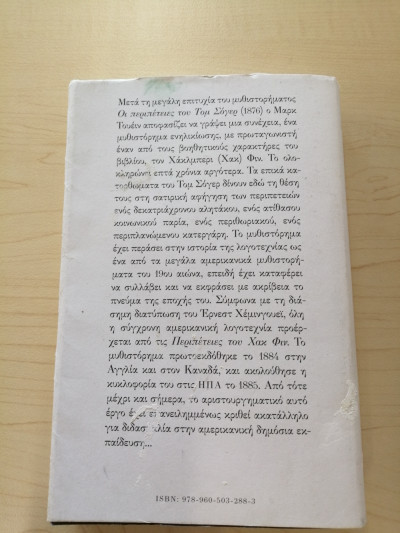 Μετά τη μεγάλη επιτυχία του μυθιστορήματος
Οι περιπέτειες του Τομ Σόγερ (1876) ο Μαρκ
Τουέιν αποφασίζει να γράψει μια συνέχεια, ένα
μυθιστόρημα ενηλικίωσης, με πρωταγωνιστή
έναν από τους βοηθητικούς χαρακτήρες του
βιβλίου, τον Χάκλμπερι (Χακ) Φιν. Το ολο-
κληρώνει επτά χρόνια αργότερα. Τα επικά κα-
τορθώματα του Τομ Σόγερ δίνουν εδώ τη θέση
τους στη σατιρική αφήγηση των περιπετειών
ενός δεκατριάχρονου αλητάκου, ενός ατίθασου
κοινωνικού παρία, ενός περιθωριακού, ενός
περιπλανώμενου κατεργάρη. Το μυθιστόρημα
έχει περάσει στην ιστορία της λογοτεχνίας ως
ένα από τα μεγάλα αμερικανικά μυθιστορή-
ματα του 19ου αιώνα, επειδή έχει καταφέρει
να συλλάβει και να εκφράσει με ακρίβεια το
πνεύμα της εποχής του. Σύμφωνα με τη διά-
σημη διατύπωση του Έρνεστ Χέμινγουεϊ, όλη
η σύγχρονη αμερικανική λογοτεχνία προέρ-
χεται από τις Περιπέτειες του Χακ Φιν. Το
μυθιστόρημα πρωτοεκδόθηκε το 1884 στην
Αγγλία και στον Καναδά, και ακολούθησε η
κυκλοφορία του στις ΗΠΑ το 1885. Από τότε
μέχρι και σήμερα, το αριστουργηματικό αυτό
έργο έχει ανειλημμένως κριθεί ακατάλληλο
για διδασκαλία στην αμερικανική δημόσια εκ-
παίδευση...
ISBN: 978-960-503-288-3